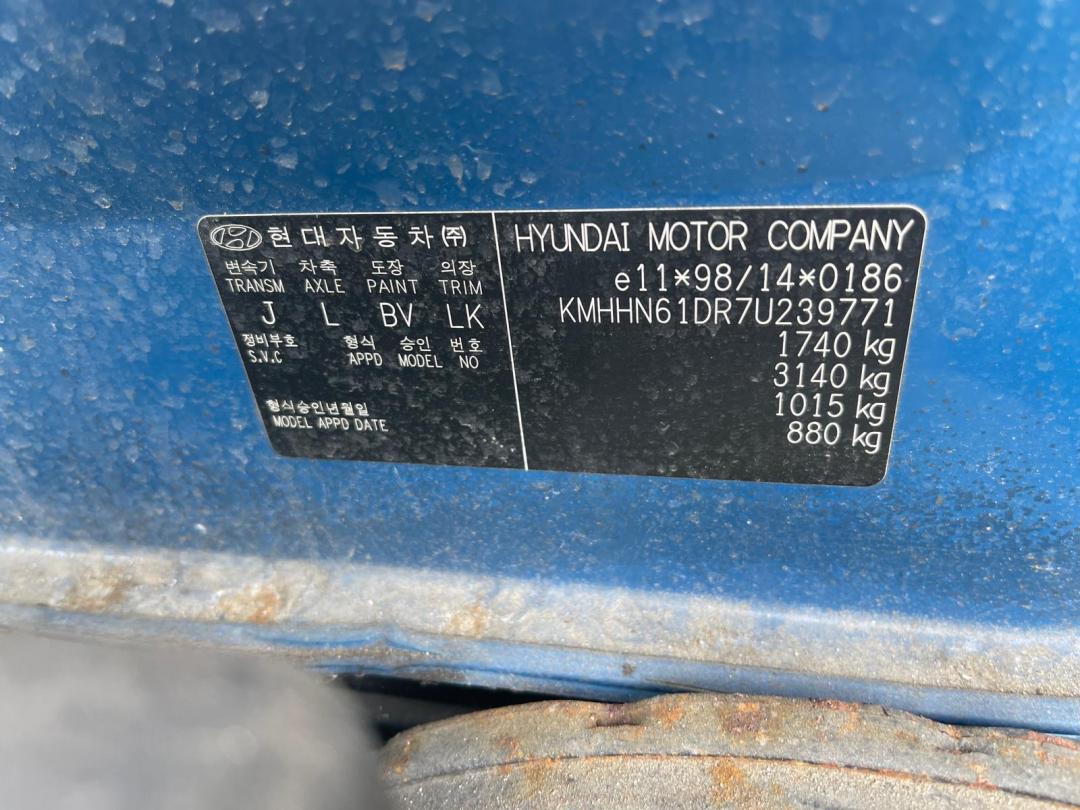 현대자동차㈜
변속기 차축 도장 의장
TRANSM AXLE PAINT TRIM
J L BV LK
정비부호 형식 승인 번호
S.V.C APPD MODEL NO
형식승인년월일
MODEL APPD DATE
HYUNDAI MOTOR COMPANY
e11*98/14*0186
KMHHN61DR7U239771
1740 kg
3140 kg
1015 kg
880 kg